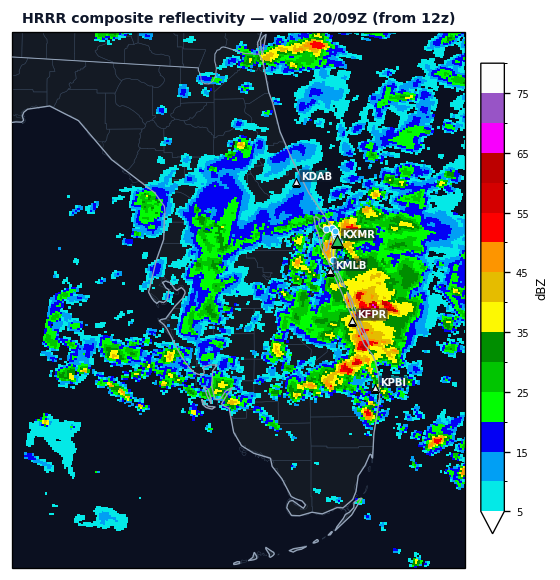 HRRR composite reflectivity — valid 20/09Z (from 12z)
KDAB
KXMR
KMLB
KFPR
KPBI
75
65
55
45
35
25
15
5
dBZ